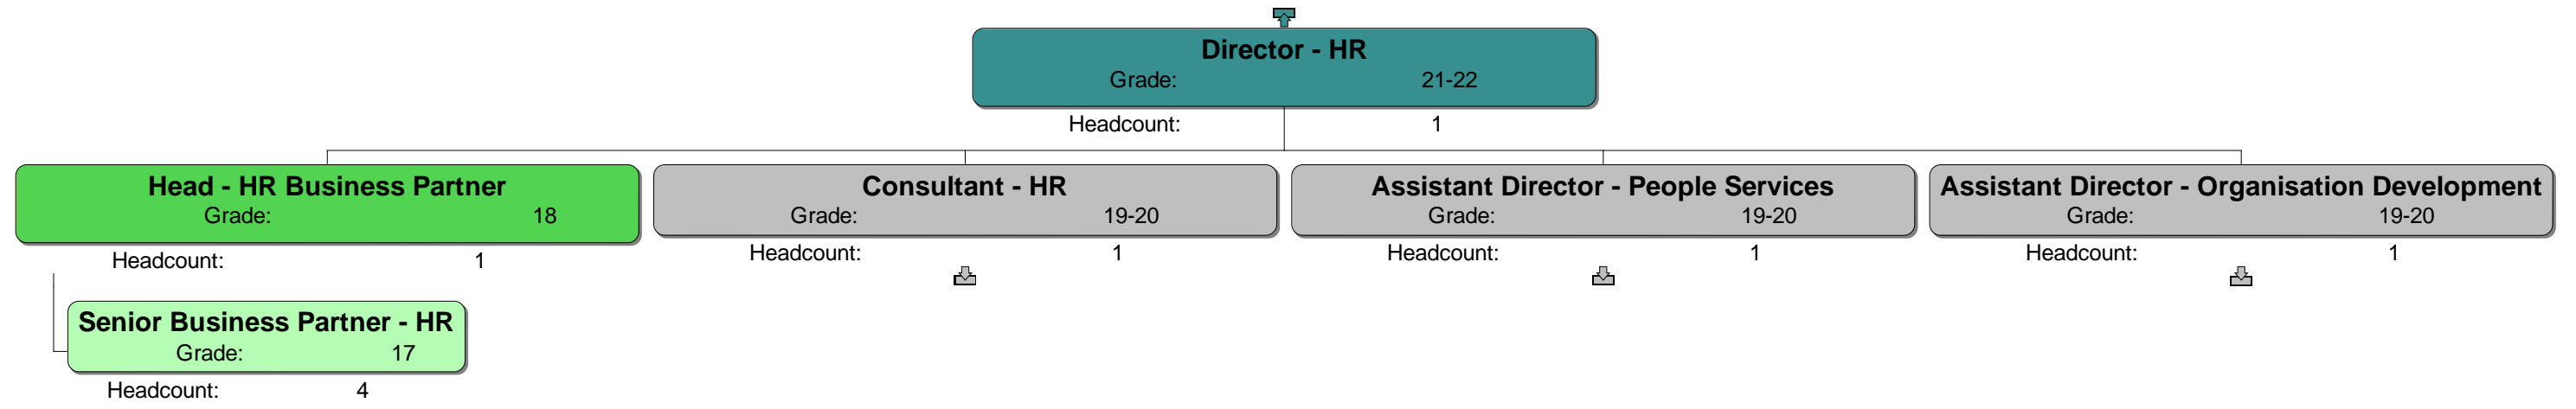 Director - HR
Grade: 21-22
Headcount: 1
Head - HR Business Partner
Grade: 18
Headcount: 1
Consultant - HR
Grade: 19-20
Headcount: 1
Assistant Director - People Services
Grade: 19-20
Headcount: 1
Assistant Director - Organisation Development
Grade: 19-20
Headcount: 1
Senior Business Partner - HR
Grade: 17
Headcount: 4